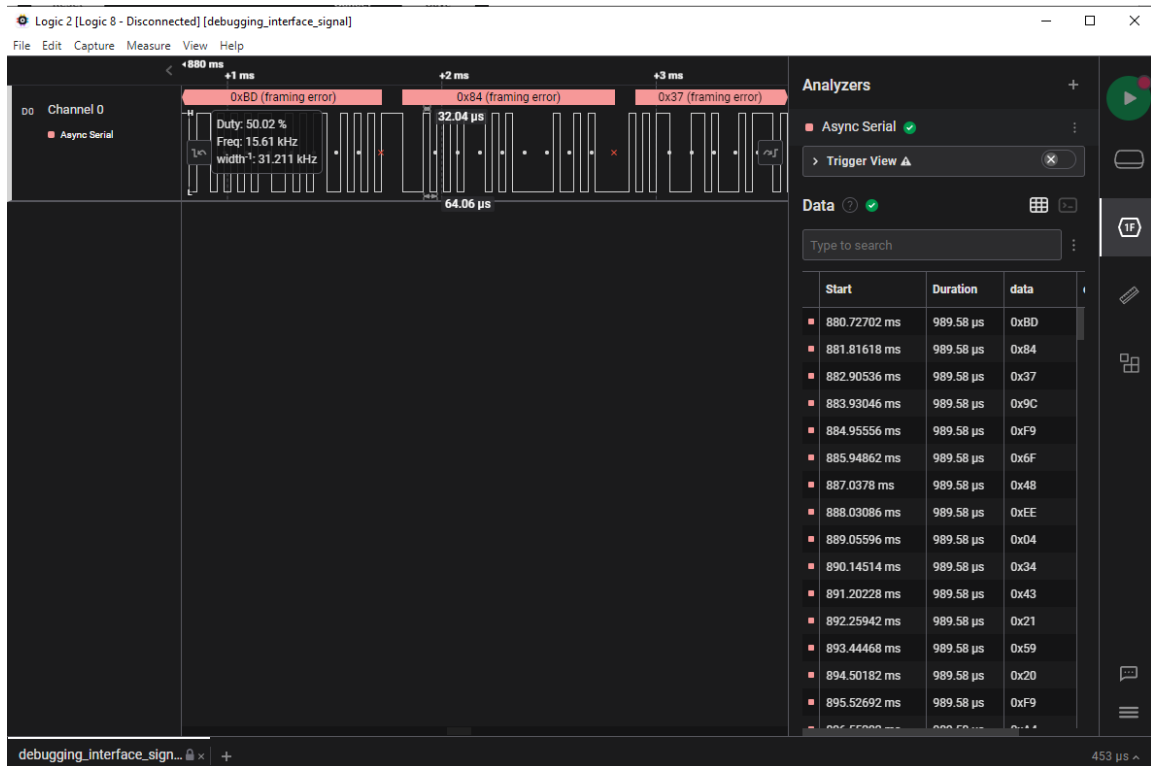 Logic 2 [Logic 8 - Disconnected] [debugging_interface_signal]
File Edit Capture Measure View Help
880 ms
+1 ms +2 ms +3 ms
D0 Channel 0
Async Serial
0xBD (framing error) 0x84 (framing error) 0x37 (framing error)
H
L
Duty: 50.02 %
Freq: 15.61 kHz
width⁻¹: 31.211 kHz
32.04 µs
64.06 µs
Analyzers +
Async Serial
> Trigger View
Data
Type to search
1F
Start Duration data
880.72702 ms 989.58 µs 0xBD
881.81618 ms 989.58 µs 0x84
882.90536 ms 989.58 µs 0x37
883.93046 ms 989.58 µs 0x9C
884.95556 ms 989.58 µs 0xF9
885.94862 ms 989.58 µs 0x6F
887.0378 ms 989.58 µs 0x48
888.03086 ms 989.58 µs 0xEE
889.05596 ms 989.58 µs 0x04
890.14514 ms 989.58 µs 0x34
891.20228 ms 989.58 µs 0x43
892.25942 ms 989.58 µs 0x21
893.44468 ms 989.58 µs 0x59
894.50182 ms 989.58 µs 0x20
895.52692 ms 989.58 µs 0xF9
debugging_interface_sign... × +
453 µs